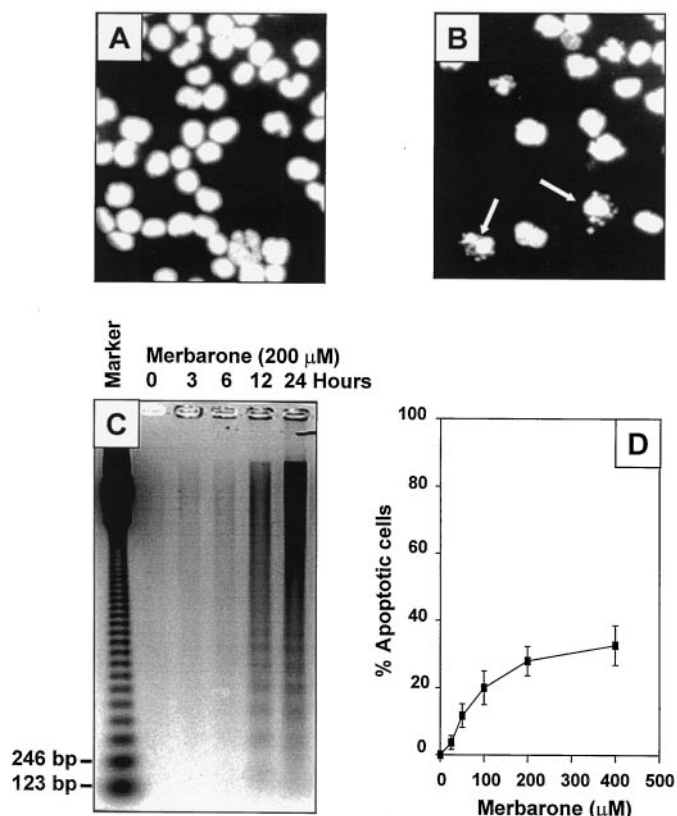 A
B
Marker
Merbarone (200 μM)
0 3 6 12 24 Hours
C
246 bp
123 bp
D
% Apoptotic cells
100
80
60
40
20
0
0 100 200 300 400 500
Merbarone (μM)